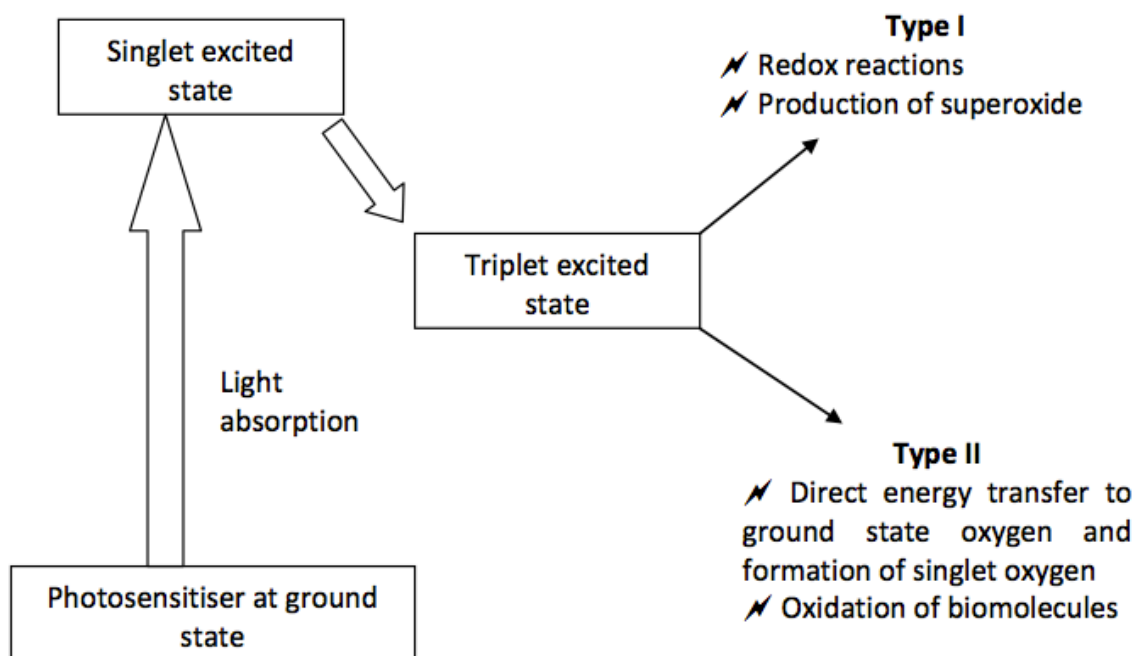 Singlet excited
state
Type I
Redox reactions
Production of superoxide
Triplet excited
state
Light
absorption
Type II
Direct energy transfer to
ground state oxygen and
formation of singlet oxygen
Oxidation of biomolecules
Photosensitiser at ground
state